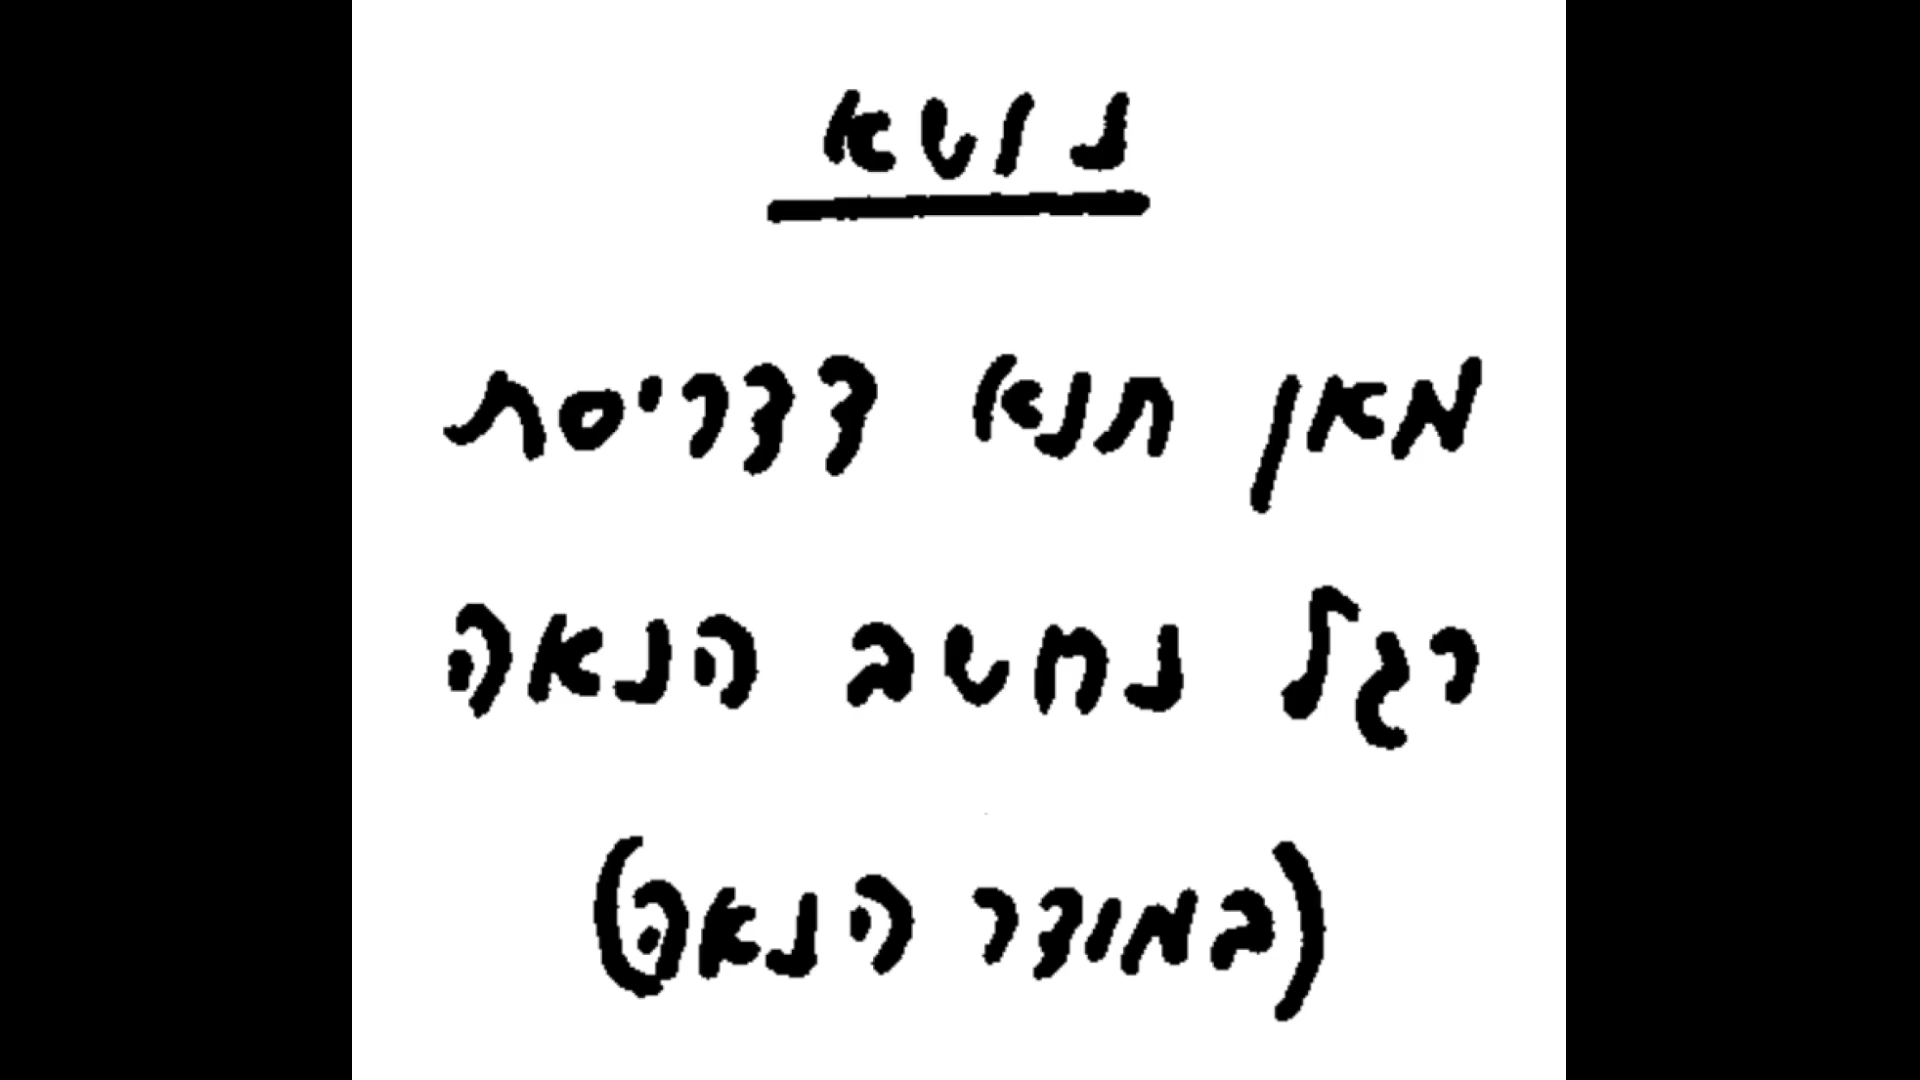 נושא
מאן תנא דדריסת
רגל נחשב הנאה
(במודר הנאה)